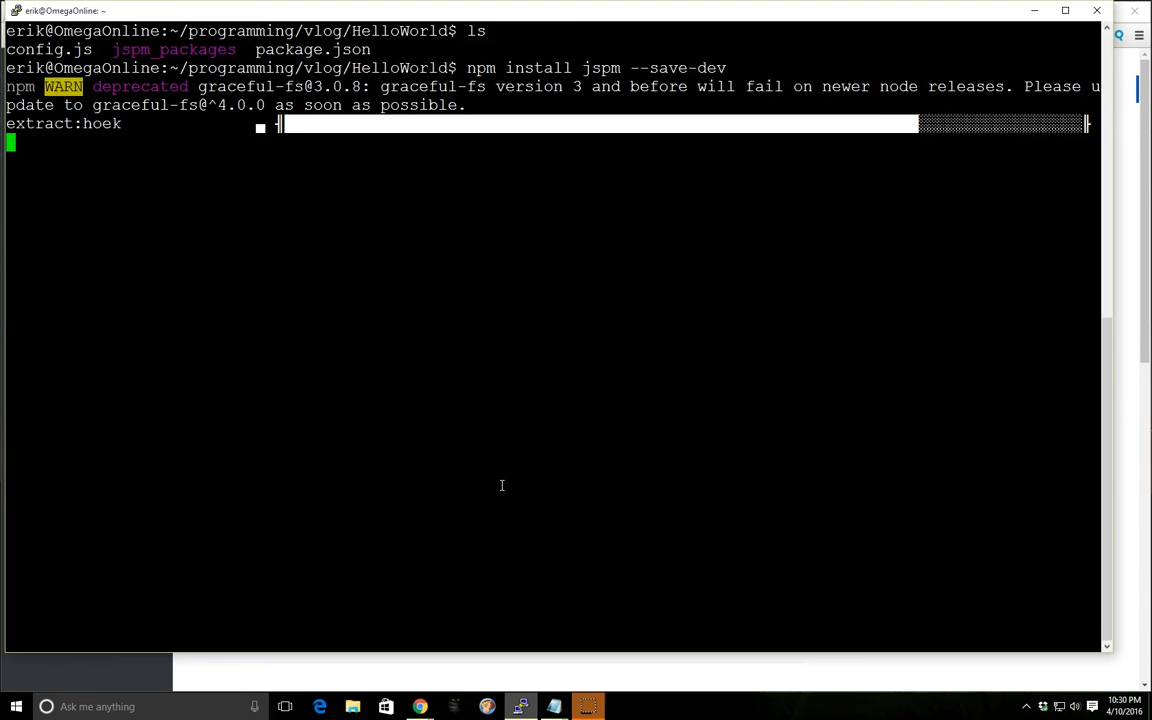 erik@OmegaOnline: ~
erik@OmegaOnline:~/programming/vlog/HelloWorld$ ls
config.js  jspm_packages  package.json
erik@OmegaOnline:~/programming/vlog/HelloWorld$ npm install jspm --save-dev
npm WARN deprecated graceful-fs@3.0.8: graceful-fs version 3 and before will fail on newer node releases. Please u
pdate to graceful-fs@^4.0.0 as soon as possible.
extract:hoek
Ask me anything
10:30 PM
4/10/2016